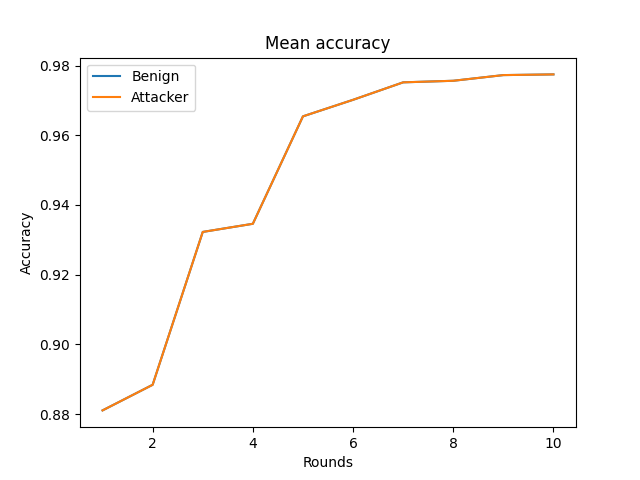 Mean accuracy
Benign
Attacker
0.98
0.96
0.94
0.92
0.90
0.88
Accuracy
2 4 6 8 10
Rounds